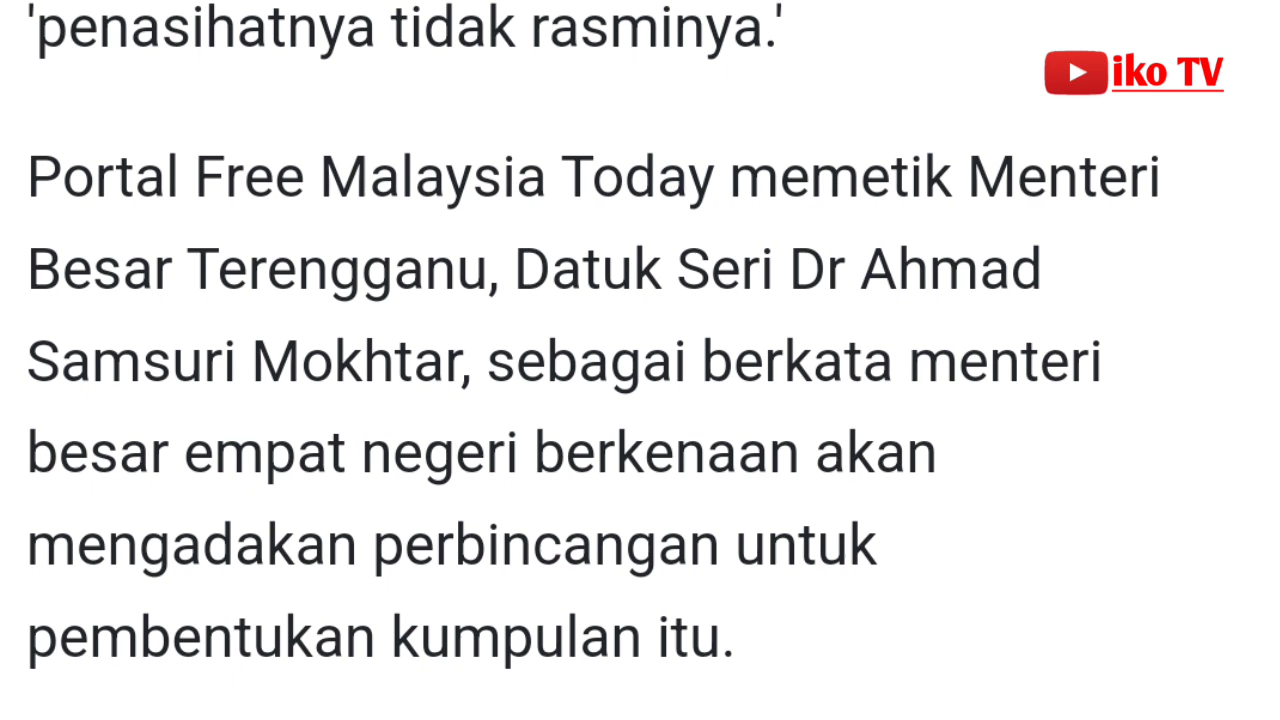 'penasihatnya tidak rasminya.'
iko TV
Portal Free Malaysia Today memetik Menteri
Besar Terengganu, Datuk Seri Dr Ahmad
Samsuri Mokhtar, sebagai berkata menteri
besar empat negeri berkenaan akan
mengadakan perbincangan untuk
pembentukan kumpulan itu.